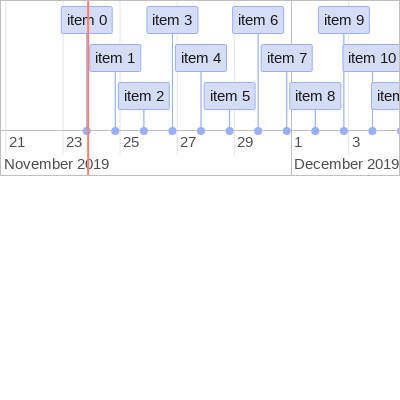 item 0 item 3 item 6 item 9
item 1 item 4 item 7 item 10
item 2 item 5 item 8
21 23 25 27 29 1 3
November 2019 December 2019